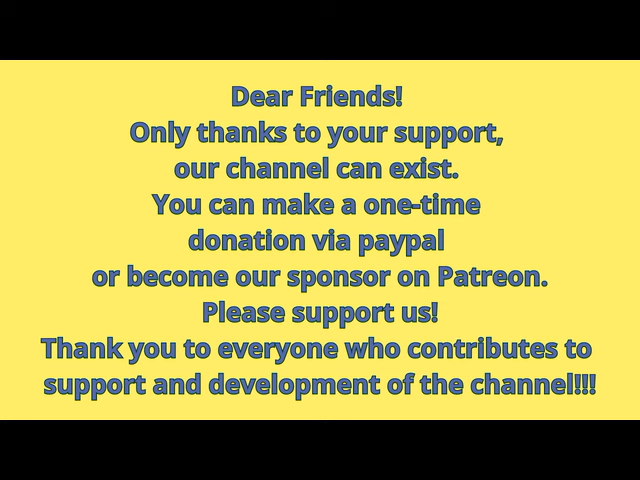 Dear Friends!
Only thanks to your support,
our channel can exist.
You can make a one-time
donation via paypal
or become our sponsor on Patreon.
Please support us!
Thank you to everyone who contributes to
support and development of the channel!!!